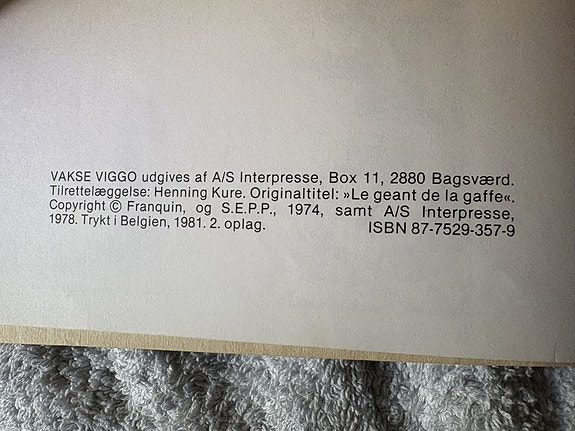 VAKSE VIGGO udgives af A/S Interpresse, Box 11, 2880 Bagsværd.
Tilrettelæggelse: Henning Kure. Originaltitel: »Le geant de la gaffe«.
Copyright © Franquin, og S.E.P.P., 1974, samt A/S Interpresse,
1978. Trykt i Belgien, 1981. 2. oplag. ISBN 87-7529-357-9